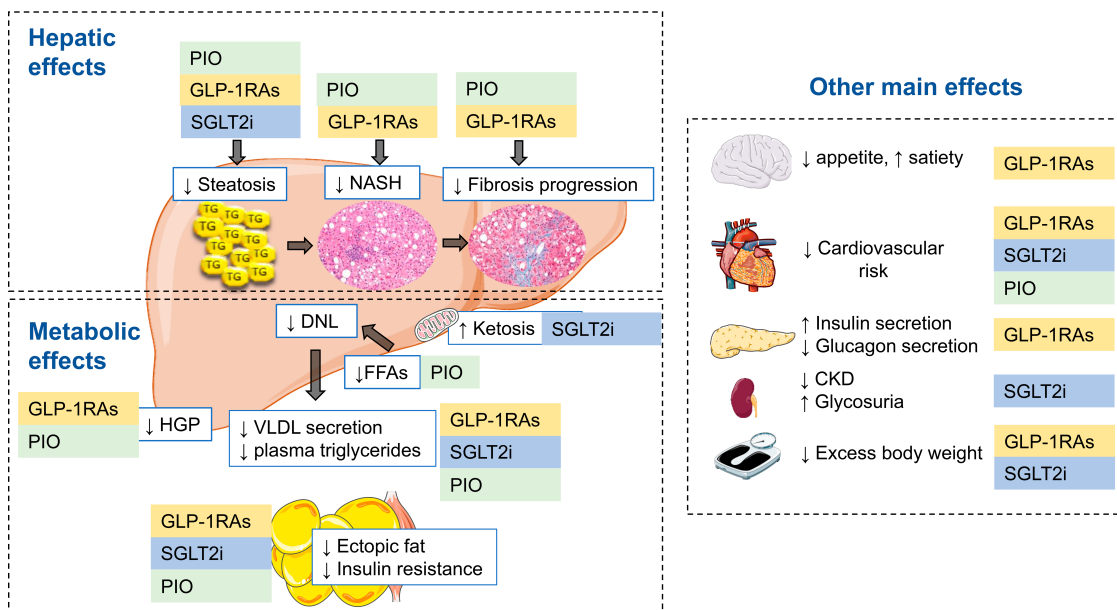 Hepatic
effects
PIO
GLP-1RAs
SGLT2i
PIO
GLP-1RAs
PIO
GLP-1RAs
↓ Steatosis
↓ NASH
↓ Fibrosis progression
TG
TG
TG
TG
TG
TG
TG
TG
TG
TG
TG
TG
Metabolic
effects
↓ DNL
↑ Ketosis
SGLT2i
↓FFAs
PIO
GLP-1RAs
PIO
↓ HGP
↓ VLDL secretion
↓ plasma triglycerides
GLP-1RAs
SGLT2i
PIO
GLP-1RAs
SGLT2i
PIO
↓ Ectopic fat
↓ Insulin resistance
Other main effects
↓ appetite, ↑ satiety
GLP-1RAs
↓ Cardiovascular
risk
GLP-1RAs
SGLT2i
PIO
↑ Insulin secretion
↓ Glucagon secretion
GLP-1RAs
↓ CKD
↑ Glycosuria
SGLT2i
↓ Excess body weight
GLP-1RAs
SGLT2i